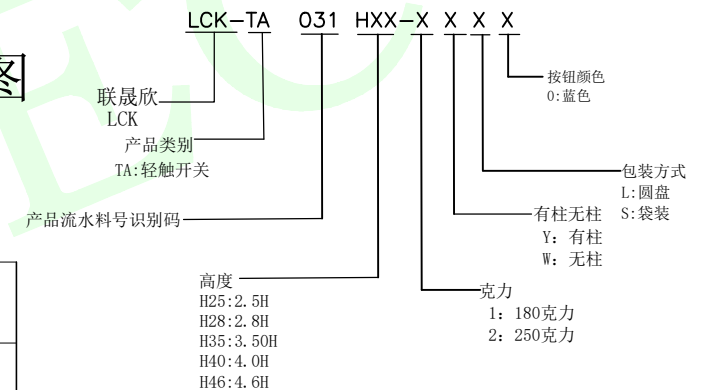 LCK-TA 031 HXX-X X X X
图
按钮颜色
0:蓝色
联晟欣
LCK
产品类别
TA:轻触开关
包装方式
L:圆盘
S:袋装
产品流水料号识别码
有柱无柱
Y: 有柱
W: 无柱
高度
H25:2.5H
H28:2.8H
H35:3.50H
H40:4.0H
H46:4.6H
克力
1: 180克力
2: 250克力